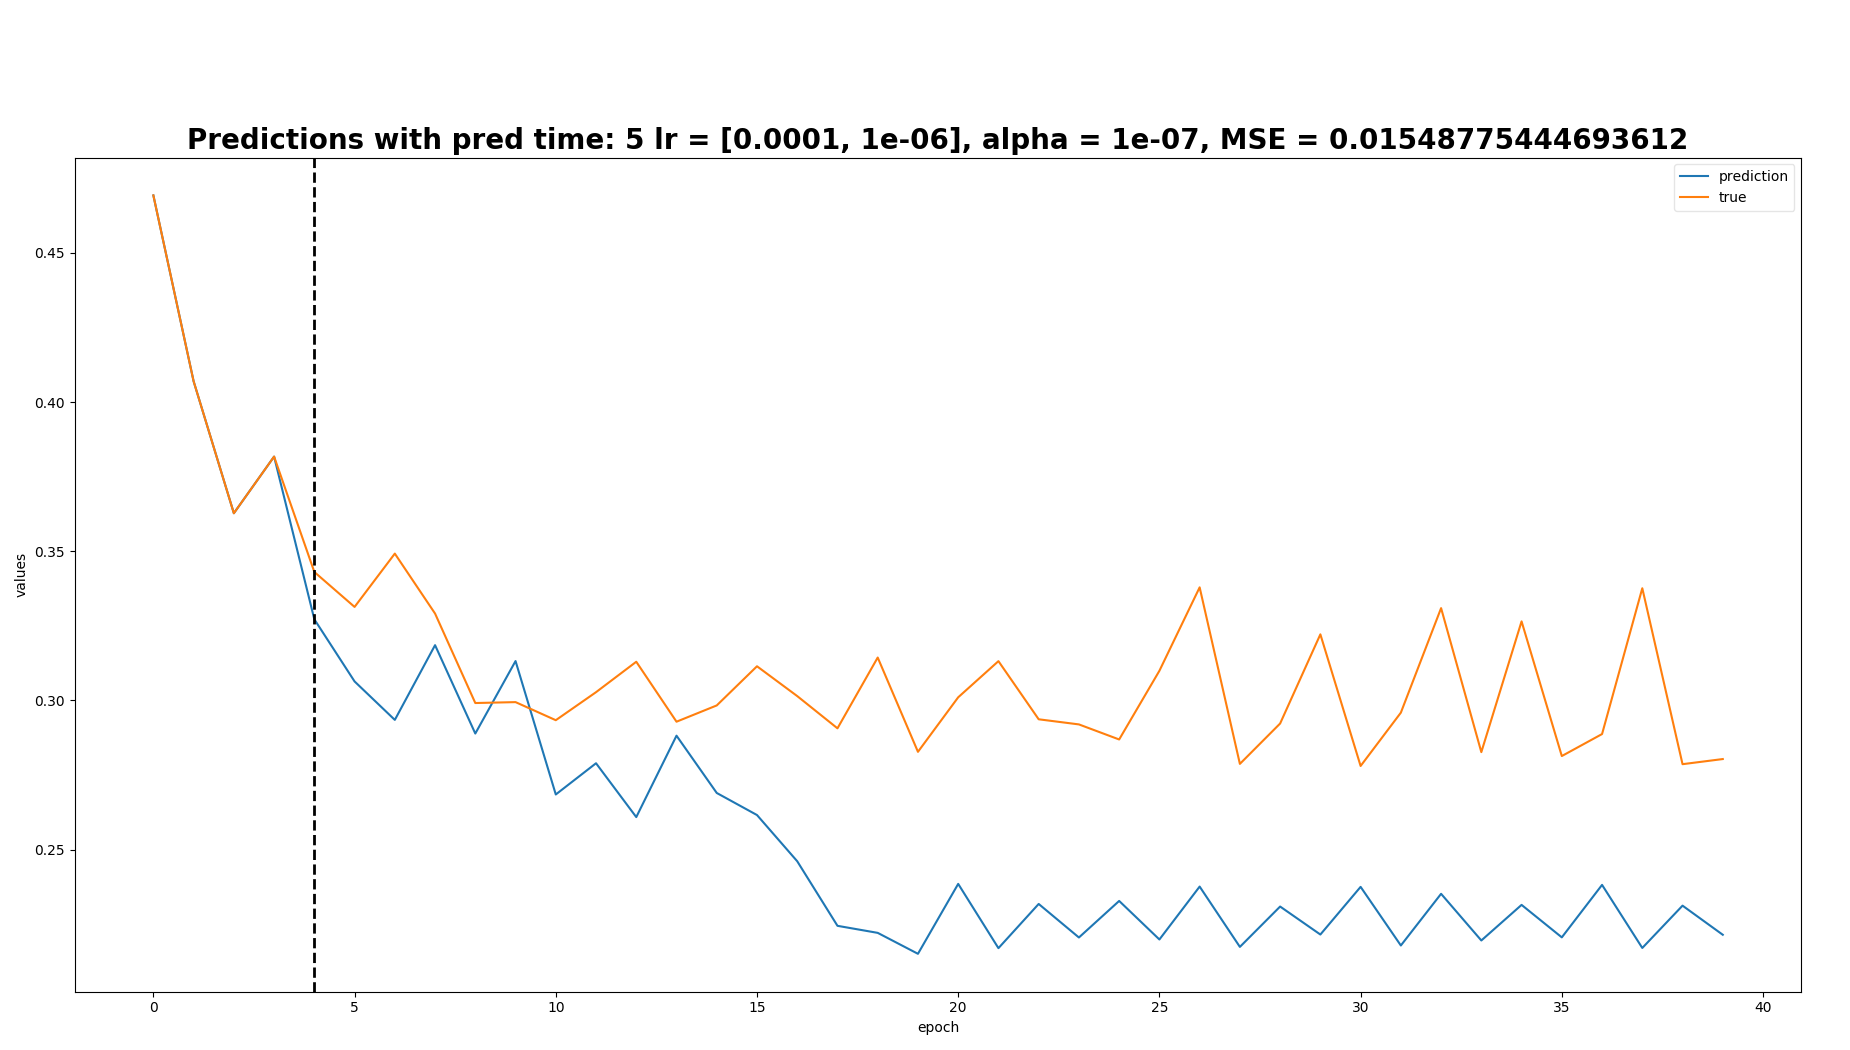 Predictions with pred time: 5 lr = [0.0001, 1e-06], alpha = 1e-07, MSE = 0.01548775444693612
prediction
true
0.45
0.40
0.35
0.30
0.25
values
0 5 10 15 20 25 30 35 40
epoch